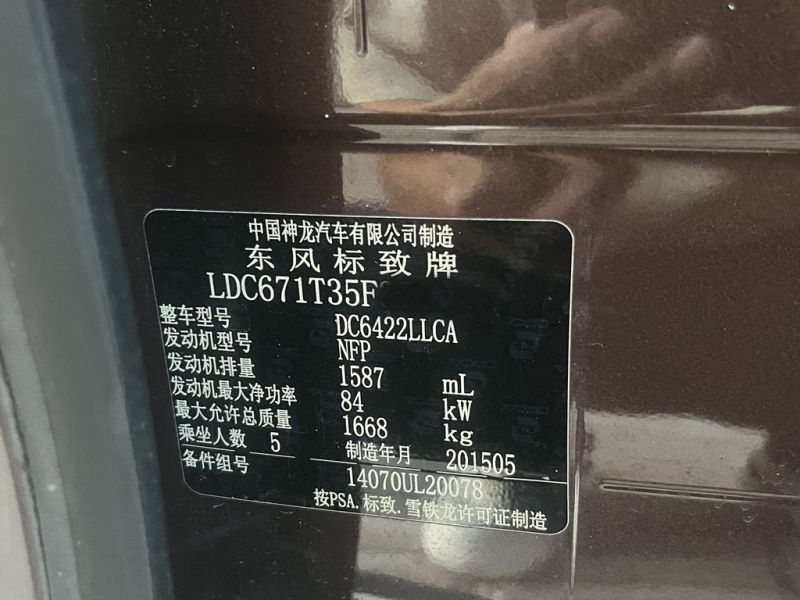 中国神龙汽车有限公司制造
东风标致牌
LDC671T35F
整车型号 DC6422LLCA
发动机型号 NFP
发动机排量 1587 mL
发动机最大净功率 84 kW
最大允许总质量 1668 kg
乘坐人数 5 制造年月 201505
备件组号 14070UL20078
按PSA.标致.雪铁龙许可证制造